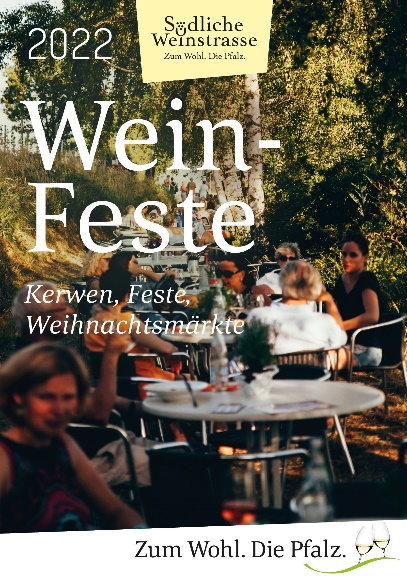 2022
Südliche
Weinstrasse
Zum Wohl. Die Pfalz.
Wein-
Feste
Kerwen, Feste,
Weihnachtsmärkte
Zum Wohl. Die Pfalz.